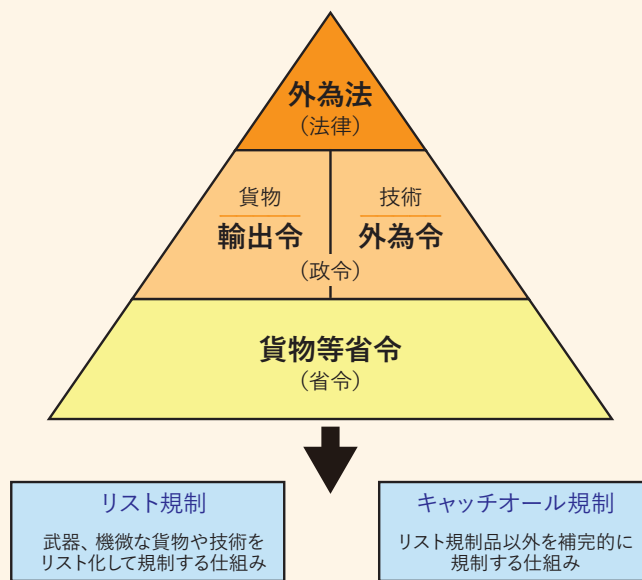 外為法
（法律）
貨物
輸出令
技術
外為令
（政令）
貨物等省令
（省令）
リスト規制
武器、機微な貨物や技術を
リスト化して規制する仕組み
キャッチオール規制
リスト規制品以外を補完的に
規制する仕組み